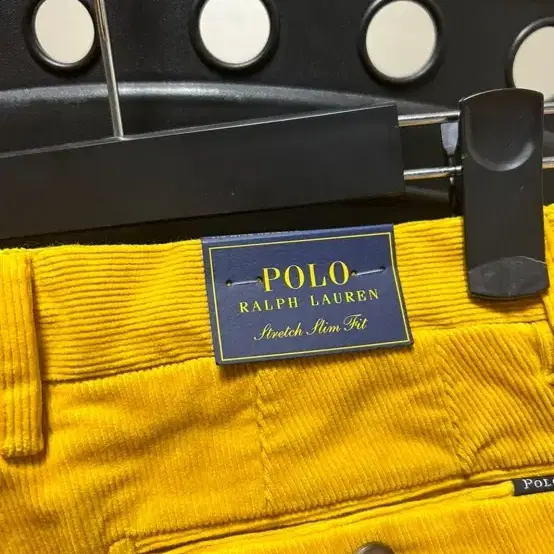 POLO
RALPH LAUREN
Stretch Slim Fit
POLO